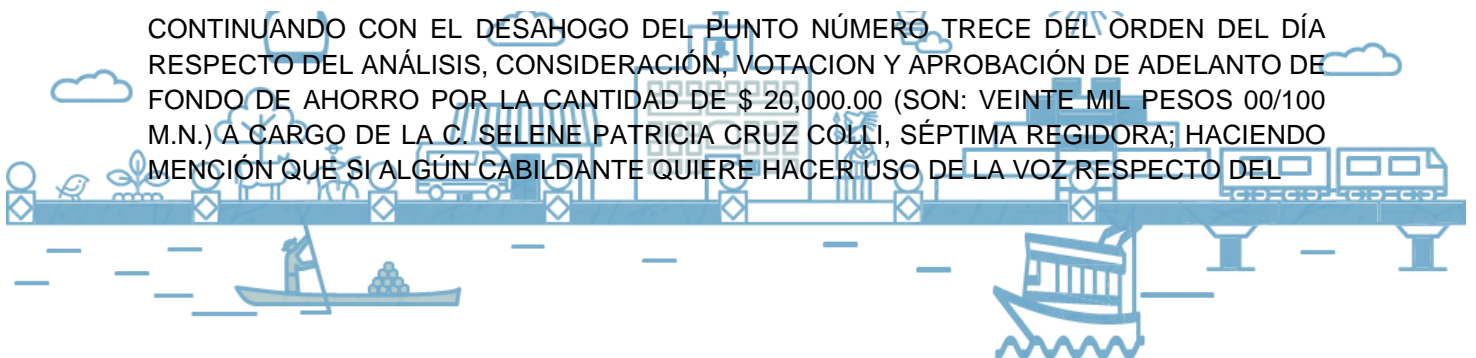 CONTINUANDO CON EL DESAHOGO DEL PUNTO NÚMERO TRECE DEL ORDEN DEL DÍA
RESPECTO DEL ANÁLISIS, CONSIDERACIÓN, VOTACION Y APROBACIÓN DE ADELANTO DE
FONDO DE AHORRO POR LA CANTIDAD DE $ 20,000.00 (SON: VEINTE MIL PESOS 00/100
M.N.) A CARGO DE LA C. SELENE PATRICIA CRUZ COLLI, SÉPTIMA REGIDORA; HACIENDO
MENCIÓN QUE SI ALGÚN CABILDANTE QUIERE HACER USO DE LA VOZ RESPECTO DEL